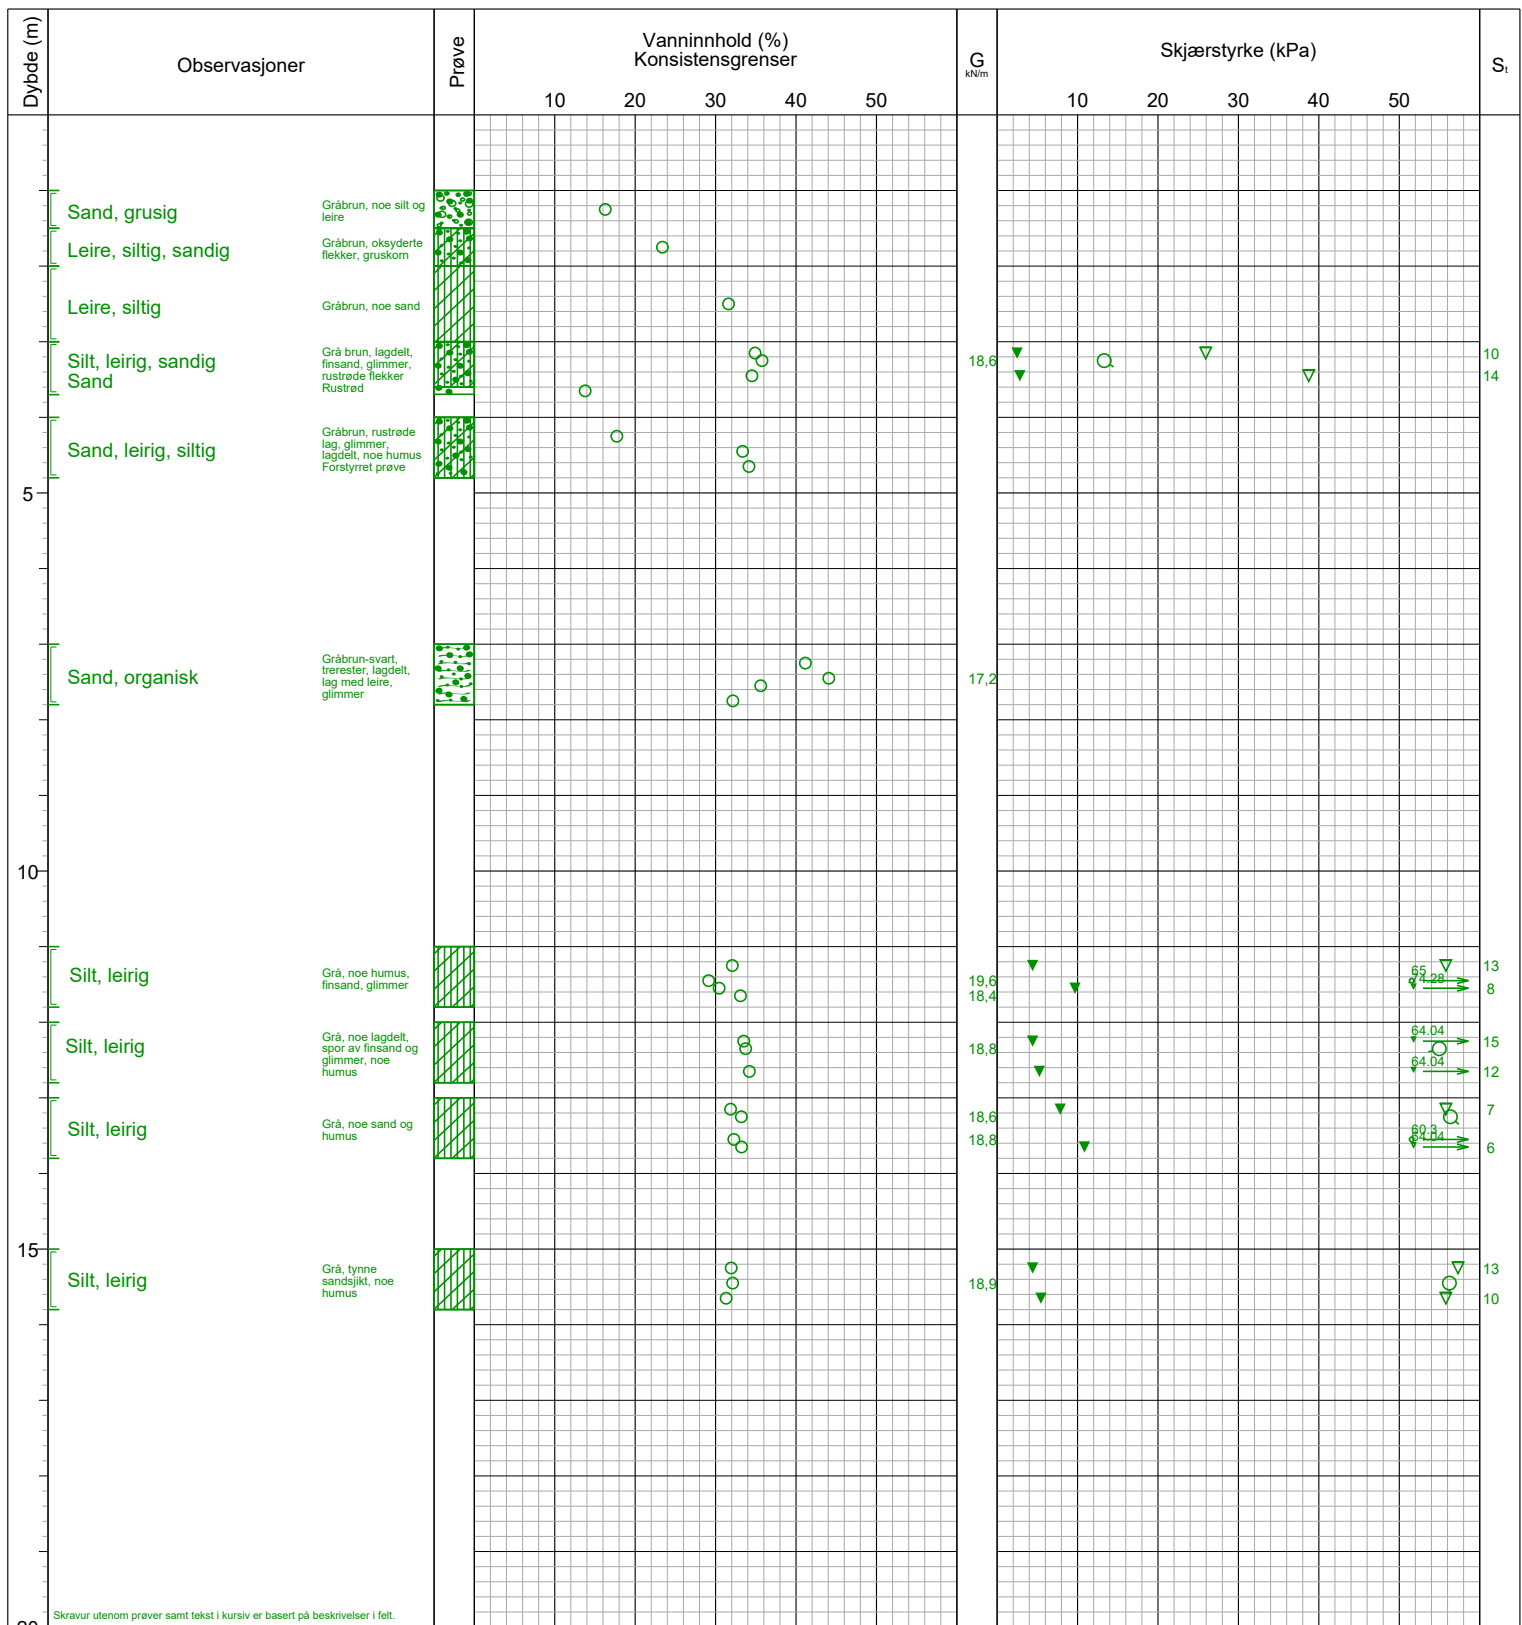 Dybde (m)
Observasjoner
Prøve
Vanninnhold (%)
Konsistensgrenser
10 20 30 40 50
G
kN/m
Skjærstyrke (kPa)
10 20 30 40 50
St
Sand, grusig
Gråbrun, noe silt og
leire
Leire, siltig, sandig
Gråbrun, oksyderte
flekker, gruskorn
Leire, siltig
Gråbrun, noe sand
Silt, leirig, sandig
Sand
Grå brun, lagdelt,
finsand, glimmer,
rustrøde flekker
Rustrød
18,6
10
14
Sand, leirig, siltig
Gråbrun, rustrøde
lag, glimmer,
lagdelt, noe humus
Forstyrret prøve
5
Sand, organisk
Gråbrun-svart,
trerester, lagdelt,
lag med leire,
glimmer
17,2
10
Silt, leirig
Grå, noe humus,
finsand, glimmer
19,6
18,4
65
74.28
13
8
Silt, leirig
Grå, noe lagdelt,
spor av finsand og
glimmer, noe
humus
18,8
64.04
64.04
15
12
Silt, leirig
Grå, noe sand og
humus
18,6
18,8
60.3
64.04
7
6
15
Silt, leirig
Grå, tynne
sandsjikt, noe
humus
18,9
13
10
Skravur utenom prøver samt tekst i kursiv er basert på beskrivelser i felt.
20